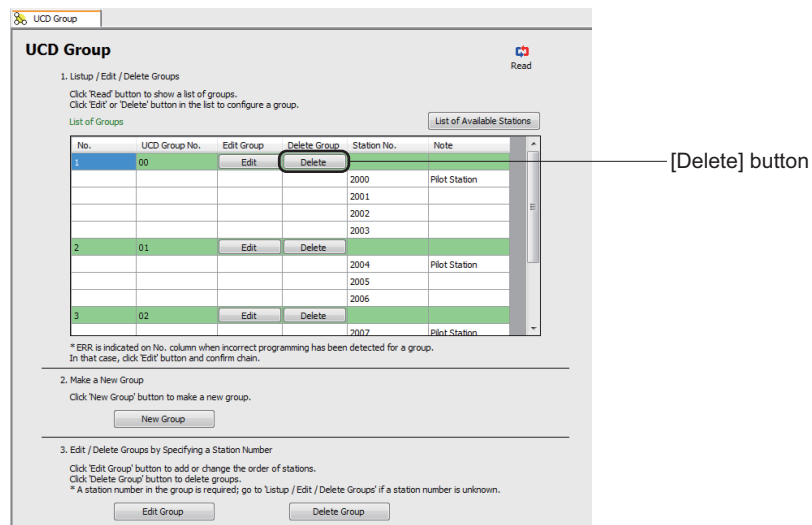 UCD Group
UCD Group
Read
1. Listup / Edit / Delete Groups
Click 'Read' button to show a list of groups.
Click 'Edit' or 'Delete' button in the list to configure a group.
List of Groups
List of Available Stations
No. UCD Group No. Edit Group Delete Group Station No. Note
1 00 Edit Delete
[Delete] button
2000 Pilot Station
2001
2002
2003
2 01 Edit Delete
2004 Pilot Station
2005
2006
3 02 Edit Delete
2007 Pilot Station
* ERR is indicated on No. column when incorrect programming has been detected for a group.
In that case, click 'Edit' button and confirm chain.
2. Make a New Group
Click 'New Group' button to make a new group.
New Group
3. Edit / Delete Groups by Specifying a Station Number
Click 'Edit Group' button to add or change the order of stations.
Click 'Delete Group' button to delete groups.
* A station number in the group is required; go to 'Listup / Edit / Delete Groups' if a station number is unknown.
Edit Group Delete Group